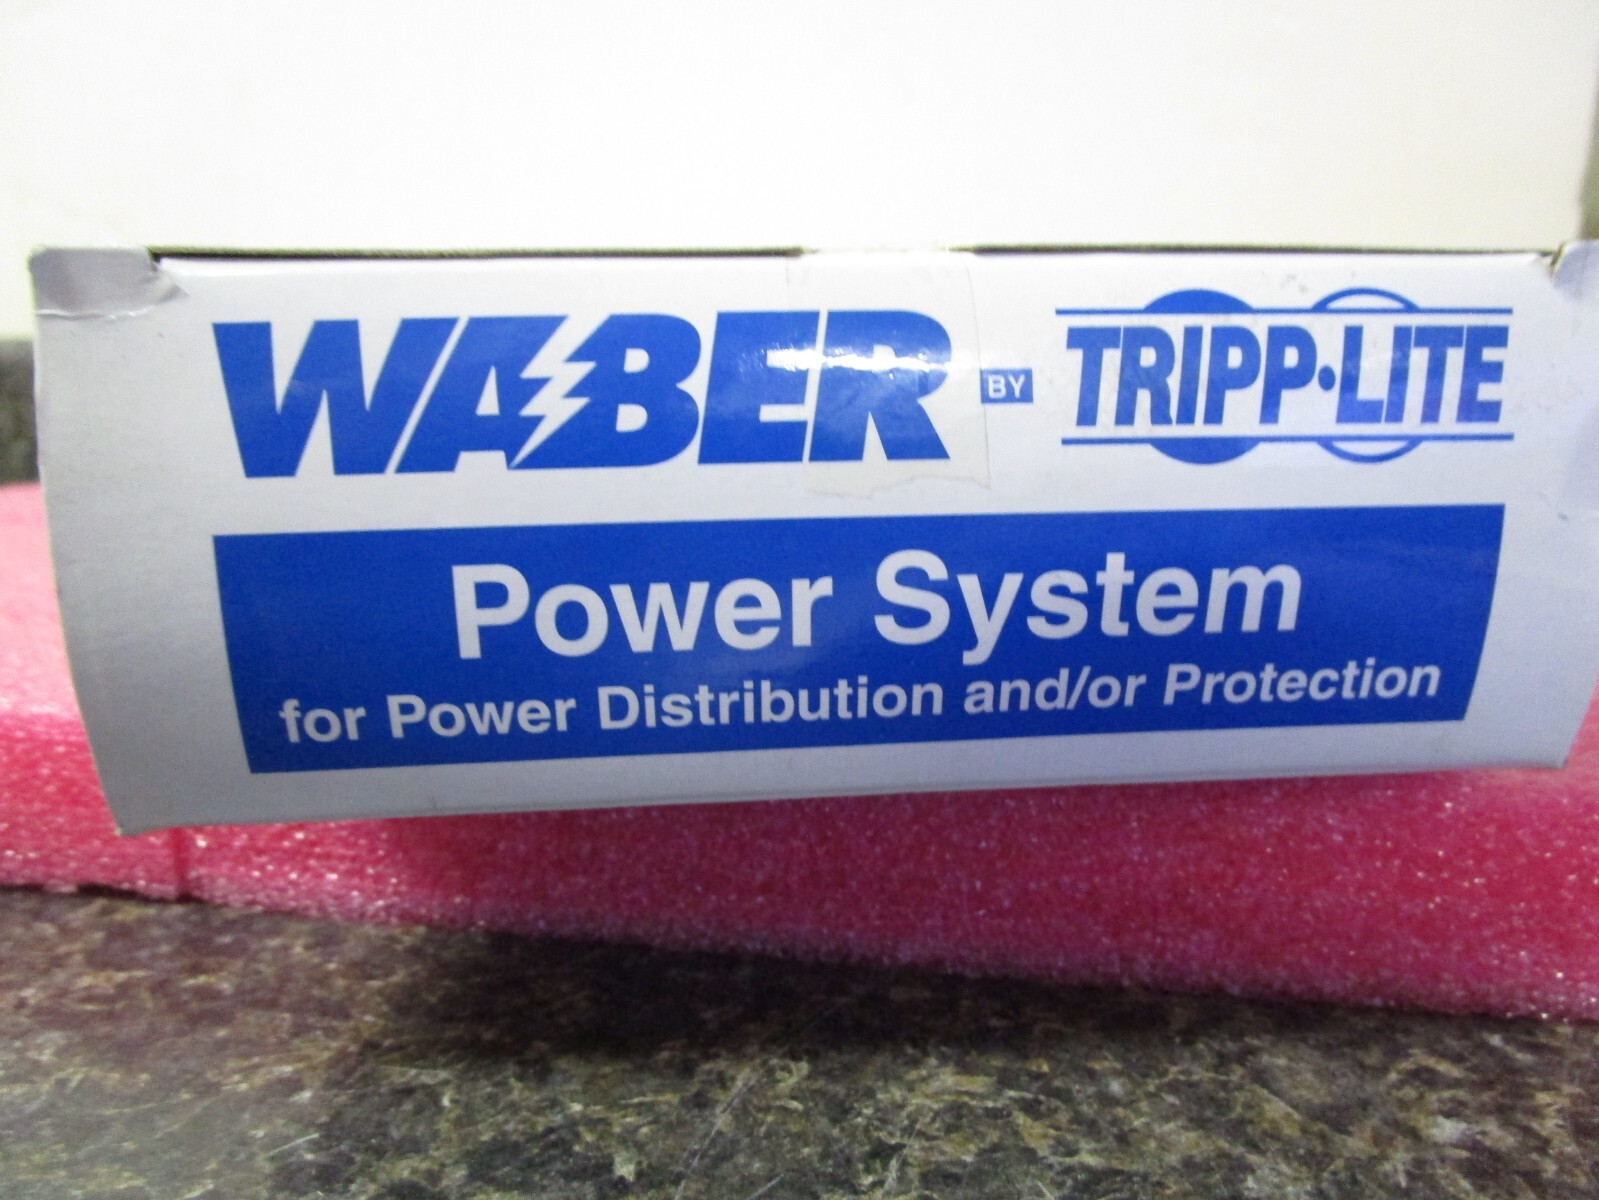 WABER BY TRIPP·LITE
Power System
for Power Distribution and/or Protection